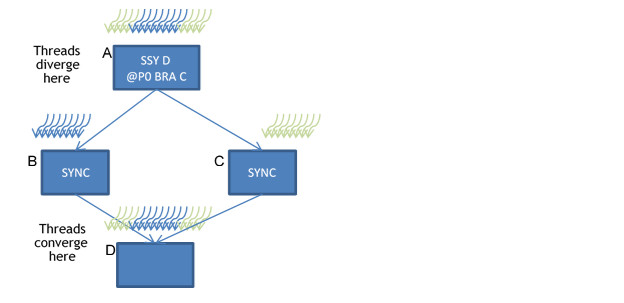 Threads
diverge
here
A
SSY D
@P0 BRA C
B
SYNC
C
SYNC
Threads
converge
here
D